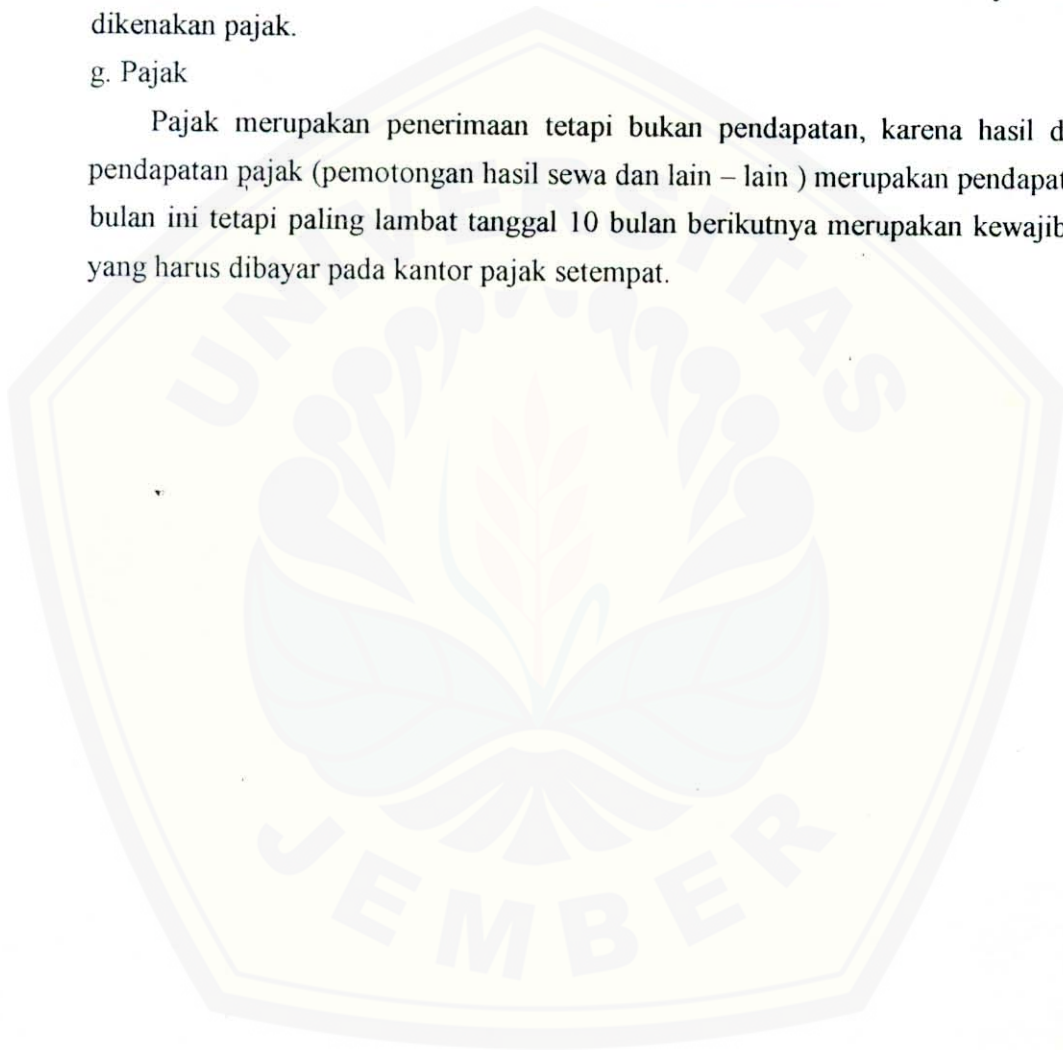 dikenakan pajak.
g. Pajak
Pajak merupakan penerimaan tetapi bukan pendapatan, karena hasil d
pendapatan pajak (pemotongan hasil sewa dan lain – lain ) merupakan pendapat
bulan ini tetapi paling lambat tanggal 10 bulan berikutnya merupakan kewajib
yang harus dibayar pada kantor pajak setempat.
UNIVERSITAS
JEMBER